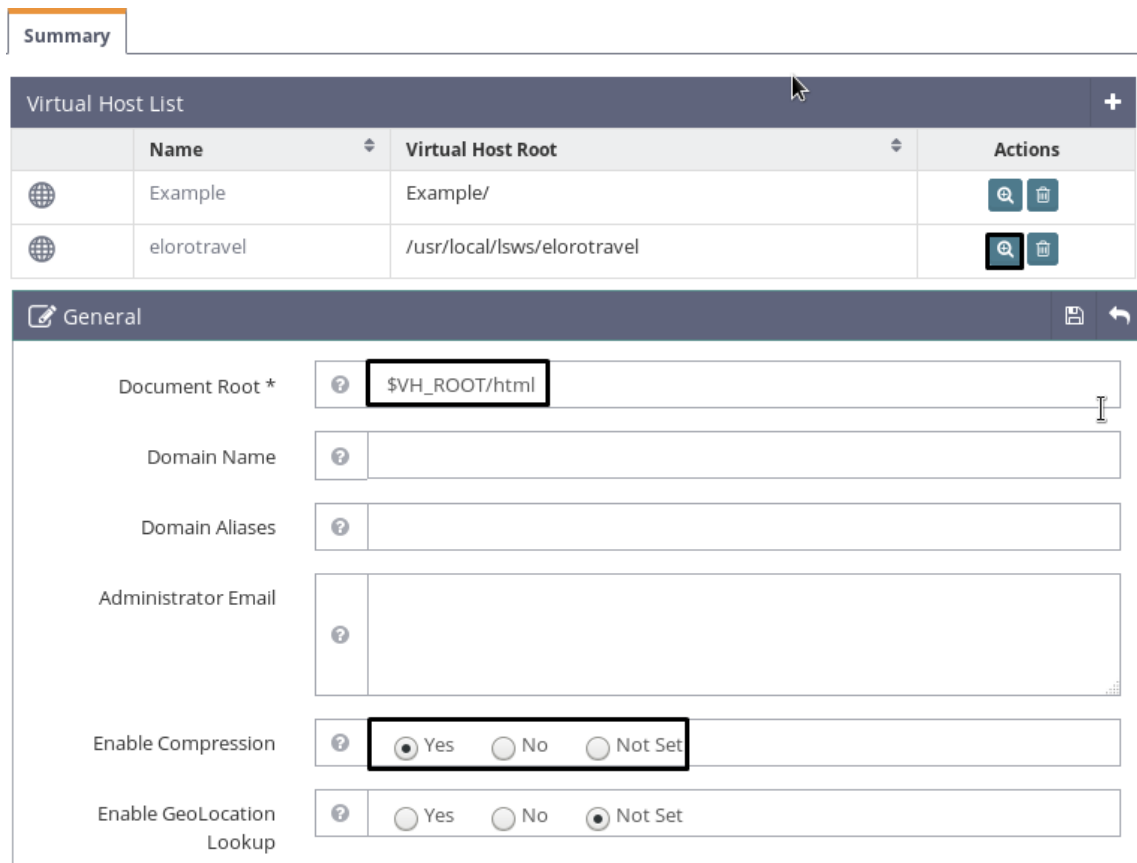 Summary
Virtual Host List
Name Virtual Host Root Actions
Example Example/
elorotravel /usr/local/lsws/elorotravel
General
Document Root * $VH_ROOT/html
Domain Name
Domain Aliases
Administrator Email
Enable Compression Yes No Not Set
Enable GeoLocation Yes No Not Set
Lookup